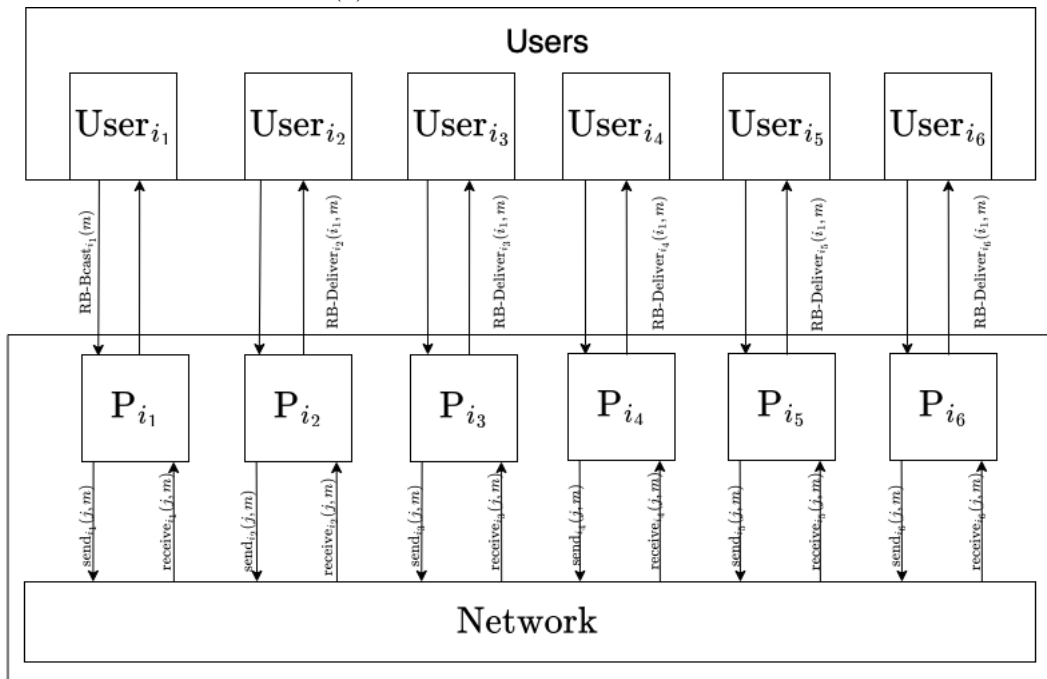 Users
User_{i_1} User_{i_2} User_{i_3} User_{i_4} User_{i_5} User_{i_6}
RB-Bcast_{i_1}(m)
RB-Deliver_{i_2}(i_1, m)
RB-Deliver_{i_3}(i_1, m)
RB-Deliver_{i_4}(i_1, m)
RB-Deliver_{i_5}(i_1, m)
RB-Deliver_{i_6}(i_1, m)
P_{i_1} P_{i_2} P_{i_3} P_{i_4} P_{i_5} P_{i_6}
send_{i_1}(j, m)
receive_{i_1}(j, m)
send_{i_2}(j, m)
receive_{i_2}(j, m)
send_{i_3}(j, m)
receive_{i_3}(j, m)
send_{i_4}(j, m)
receive_{i_4}(j, m)
send_{i_5}(j, m)
receive_{i_5}(j, m)
send_{i_6}(j, m)
receive_{i_6}(j, m)
Network